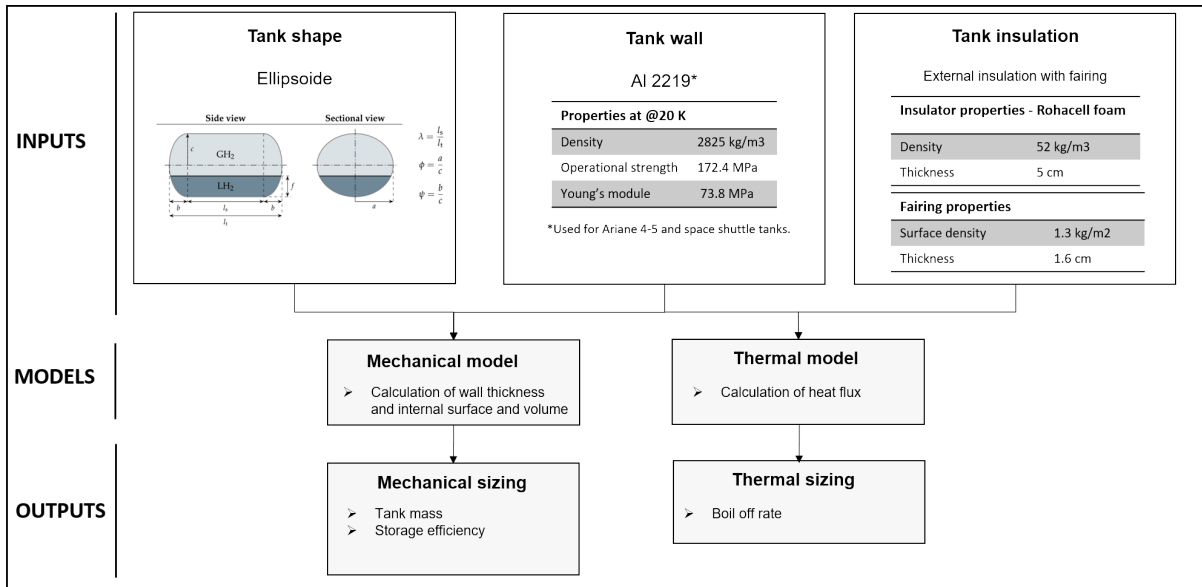 INPUTS
Tank shape
Ellipsoide
Side view
Sectional view
GH₂
LH₂
c
f
b
lₛ
b
lₜ
a
λ = lₛ/lₜ
ϕ = a/c
ψ = b/c
Tank wall
Al 2219*
Properties at @20 K
Density 2825 kg/m3
Operational strength 172.4 MPa
Young's module 73.8 MPa
*Used for Ariane 4-5 and space shuttle tanks.
Tank insulation
External insulation with fairing
Insulator properties - Rohacell foam
Density 52 kg/m3
Thickness 5 cm
Fairing properties
Surface density 1.3 kg/m2
Thickness 1.6 cm
MODELS
Mechanical model
➢ Calculation of wall thickness
and internal surface and volume
Thermal model
➢ Calculation of heat flux
OUTPUTS
Mechanical sizing
➢ Tank mass
➢ Storage efficiency
Thermal sizing
➢ Boil off rate